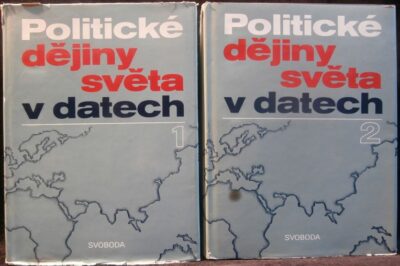 Politické
dějiny
světa
v datech
1
SVOBODA
Politické
dějiny
světa
v datech
2
SVOBODA